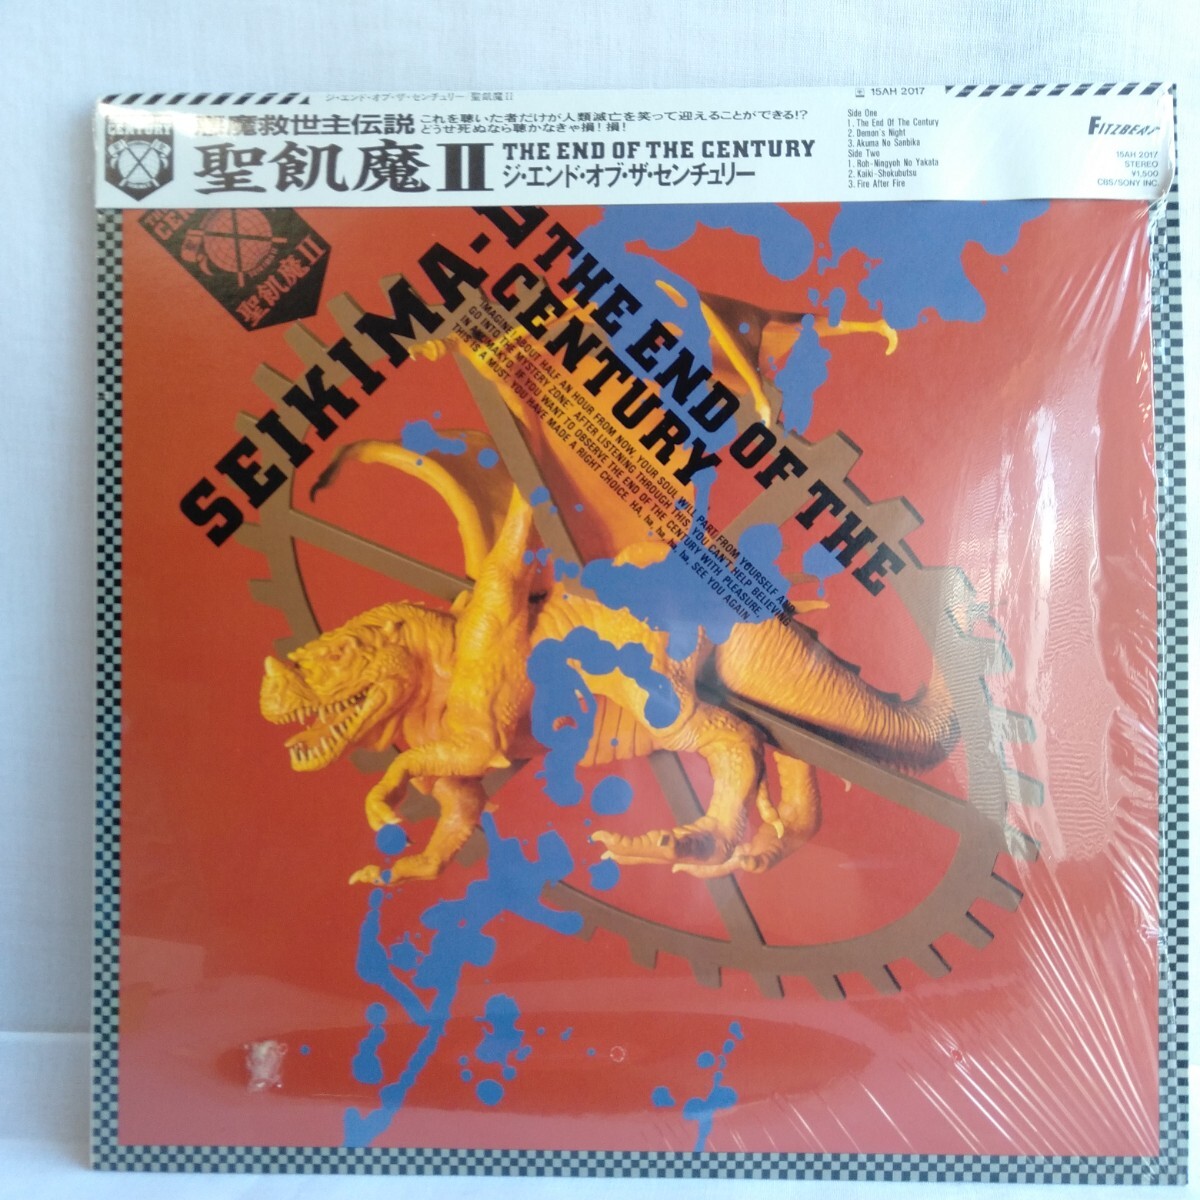 ジ・エンド・オブ・ザ・センチュリー/聖飢魔II
CENTURY
悪魔救世主伝説
これを聴いた者だけが人類滅亡を笑って迎えることができる!?
どうせ死ぬなら聴かなきゃ損!損!
聖飢魔II
THE END OF THE CENTURY
ジ・エンド・オブ・ザ・センチュリー
15AH 2017
Side One
1. The End Of The Century
2. Demon's Night
3. Akuma No Sanbika
Side Two
1. Roh-Ningyoh No Yakata
2. Kaiki-Shokubutsu
3. Fire After Fire
FITZBEAT
15AH 2017
STEREO
¥1,500
CBS/SONY INC.
聖飢魔II
SEIKIMA-II
THE END OF THE
CENTURY
"IMAGINE! ABOUT HALF AN HOUR FROM NOW, YOUR SOUL WILL PART FROM YOURSELF AND
GO INTO THE MYSTERY ZONE" AFTER LISTENING THROUGH THIS, YOU CAN'T HELP BELIEVING
IN AKUMAKYO. IF YOU WANT TO OBSERVE THE END OF THE CENTURY WITH PLEASURE,
THIS IS A MUST. YOU HAVE MADE A RIGHT CHOICE. HA, ha, ha, ha, ha, SEE YOU AGAIN.